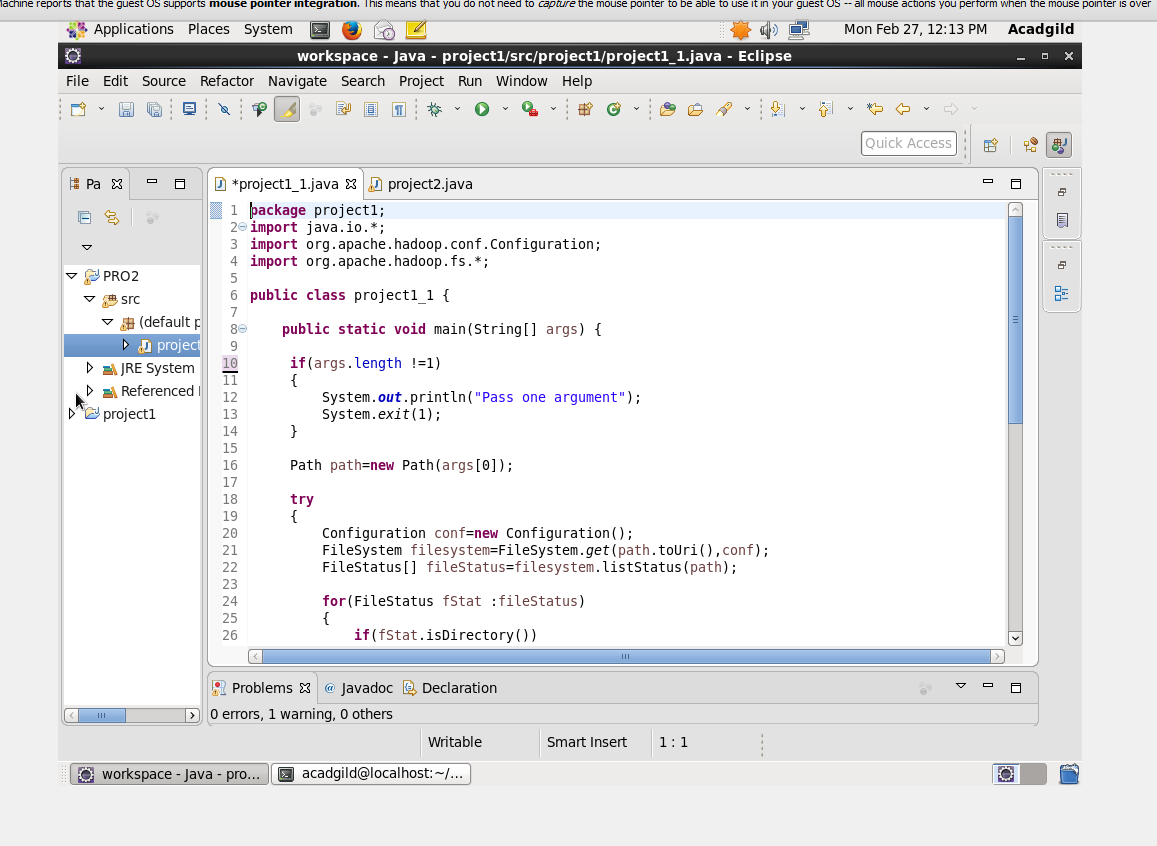 Machine reports that the guest OS supports mouse pointer integration. This means that you do not need to capture the mouse pointer to be able to use it in your guest OS -- all mouse actions you perform when the mouse pointer is over
Applications Places System Mon Feb 27, 12:13 PM Acadgild
workspace - Java - project1/src/project1/project1_1.java - Eclipse
File Edit Source Refactor Navigate Search Project Run Window Help
Quick Access
Pa
*project1_1.java project2.java
1 package project1;
2 import java.io.*;
3 import org.apache.hadoop.conf.Configuration;
4 import org.apache.hadoop.fs.*;
5
6 public class project1_1 {
7
8 public static void main(String[] args) {
9
10 if(args.length !=1)
11 {
12 System.out.println("Pass one argument");
13 System.exit(1);
14 }
15
16 Path path=new Path(args[0]);
17
18 try
19 {
20 Configuration conf=new Configuration();
21 FileSystem filesystem=FileSystem.get(path.toUri(),conf);
22 FileStatus[] fileStatus=filesystem.listStatus(path);
23
24 for(FileStatus fStat :fileStatus)
25 {
26 if(fStat.isDirectory())
PRO2
src
(default p
project
JRE System
Referenced
project1
Problems Javadoc Declaration
0 errors, 1 warning, 0 others
Writable Smart Insert 1 : 1
workspace - Java - pro... acadgild@localhost:~/...